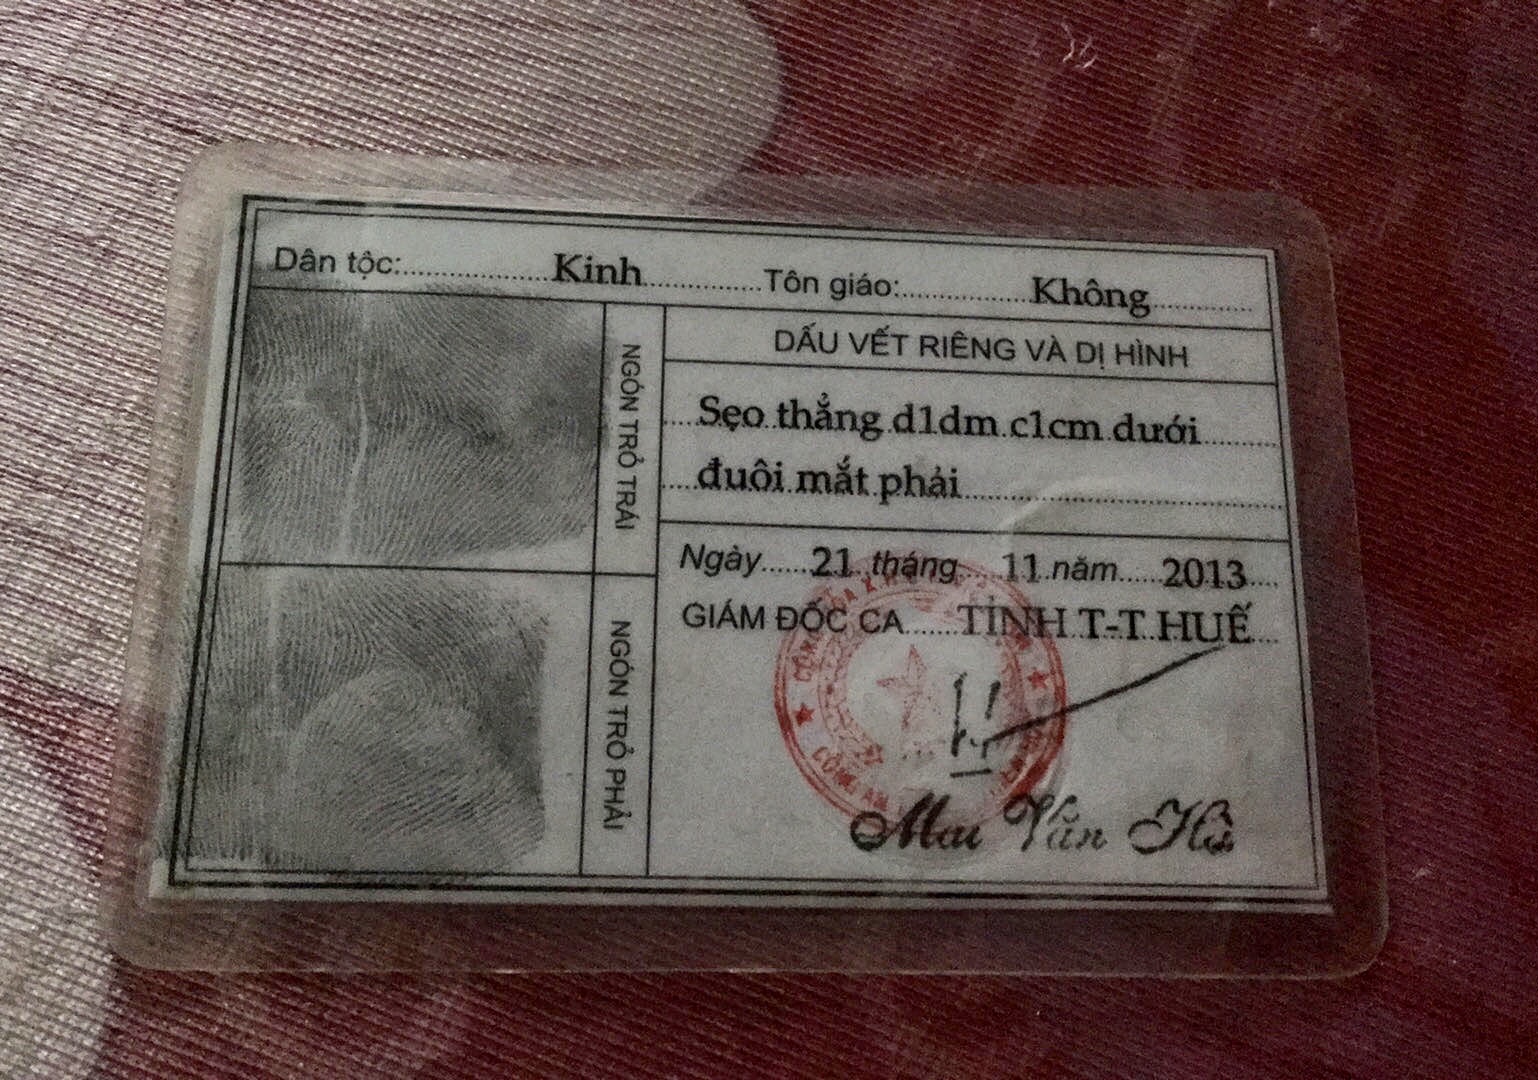 Dân tộc: Kinh Tôn giáo: Không
NGÓN TRỎ TRÁI
DẤU VẾT RIÊNG VÀ DỊ HÌNH
Sẹo thẳng d1dm c1cm dưới
đuôi mắt phải
NGÓN TRỎ PHẢI
Ngày 21 tháng 11 năm 2013
GIÁM ĐỐC CA TỈNH T-T HUẾ
Mai Văn Hà